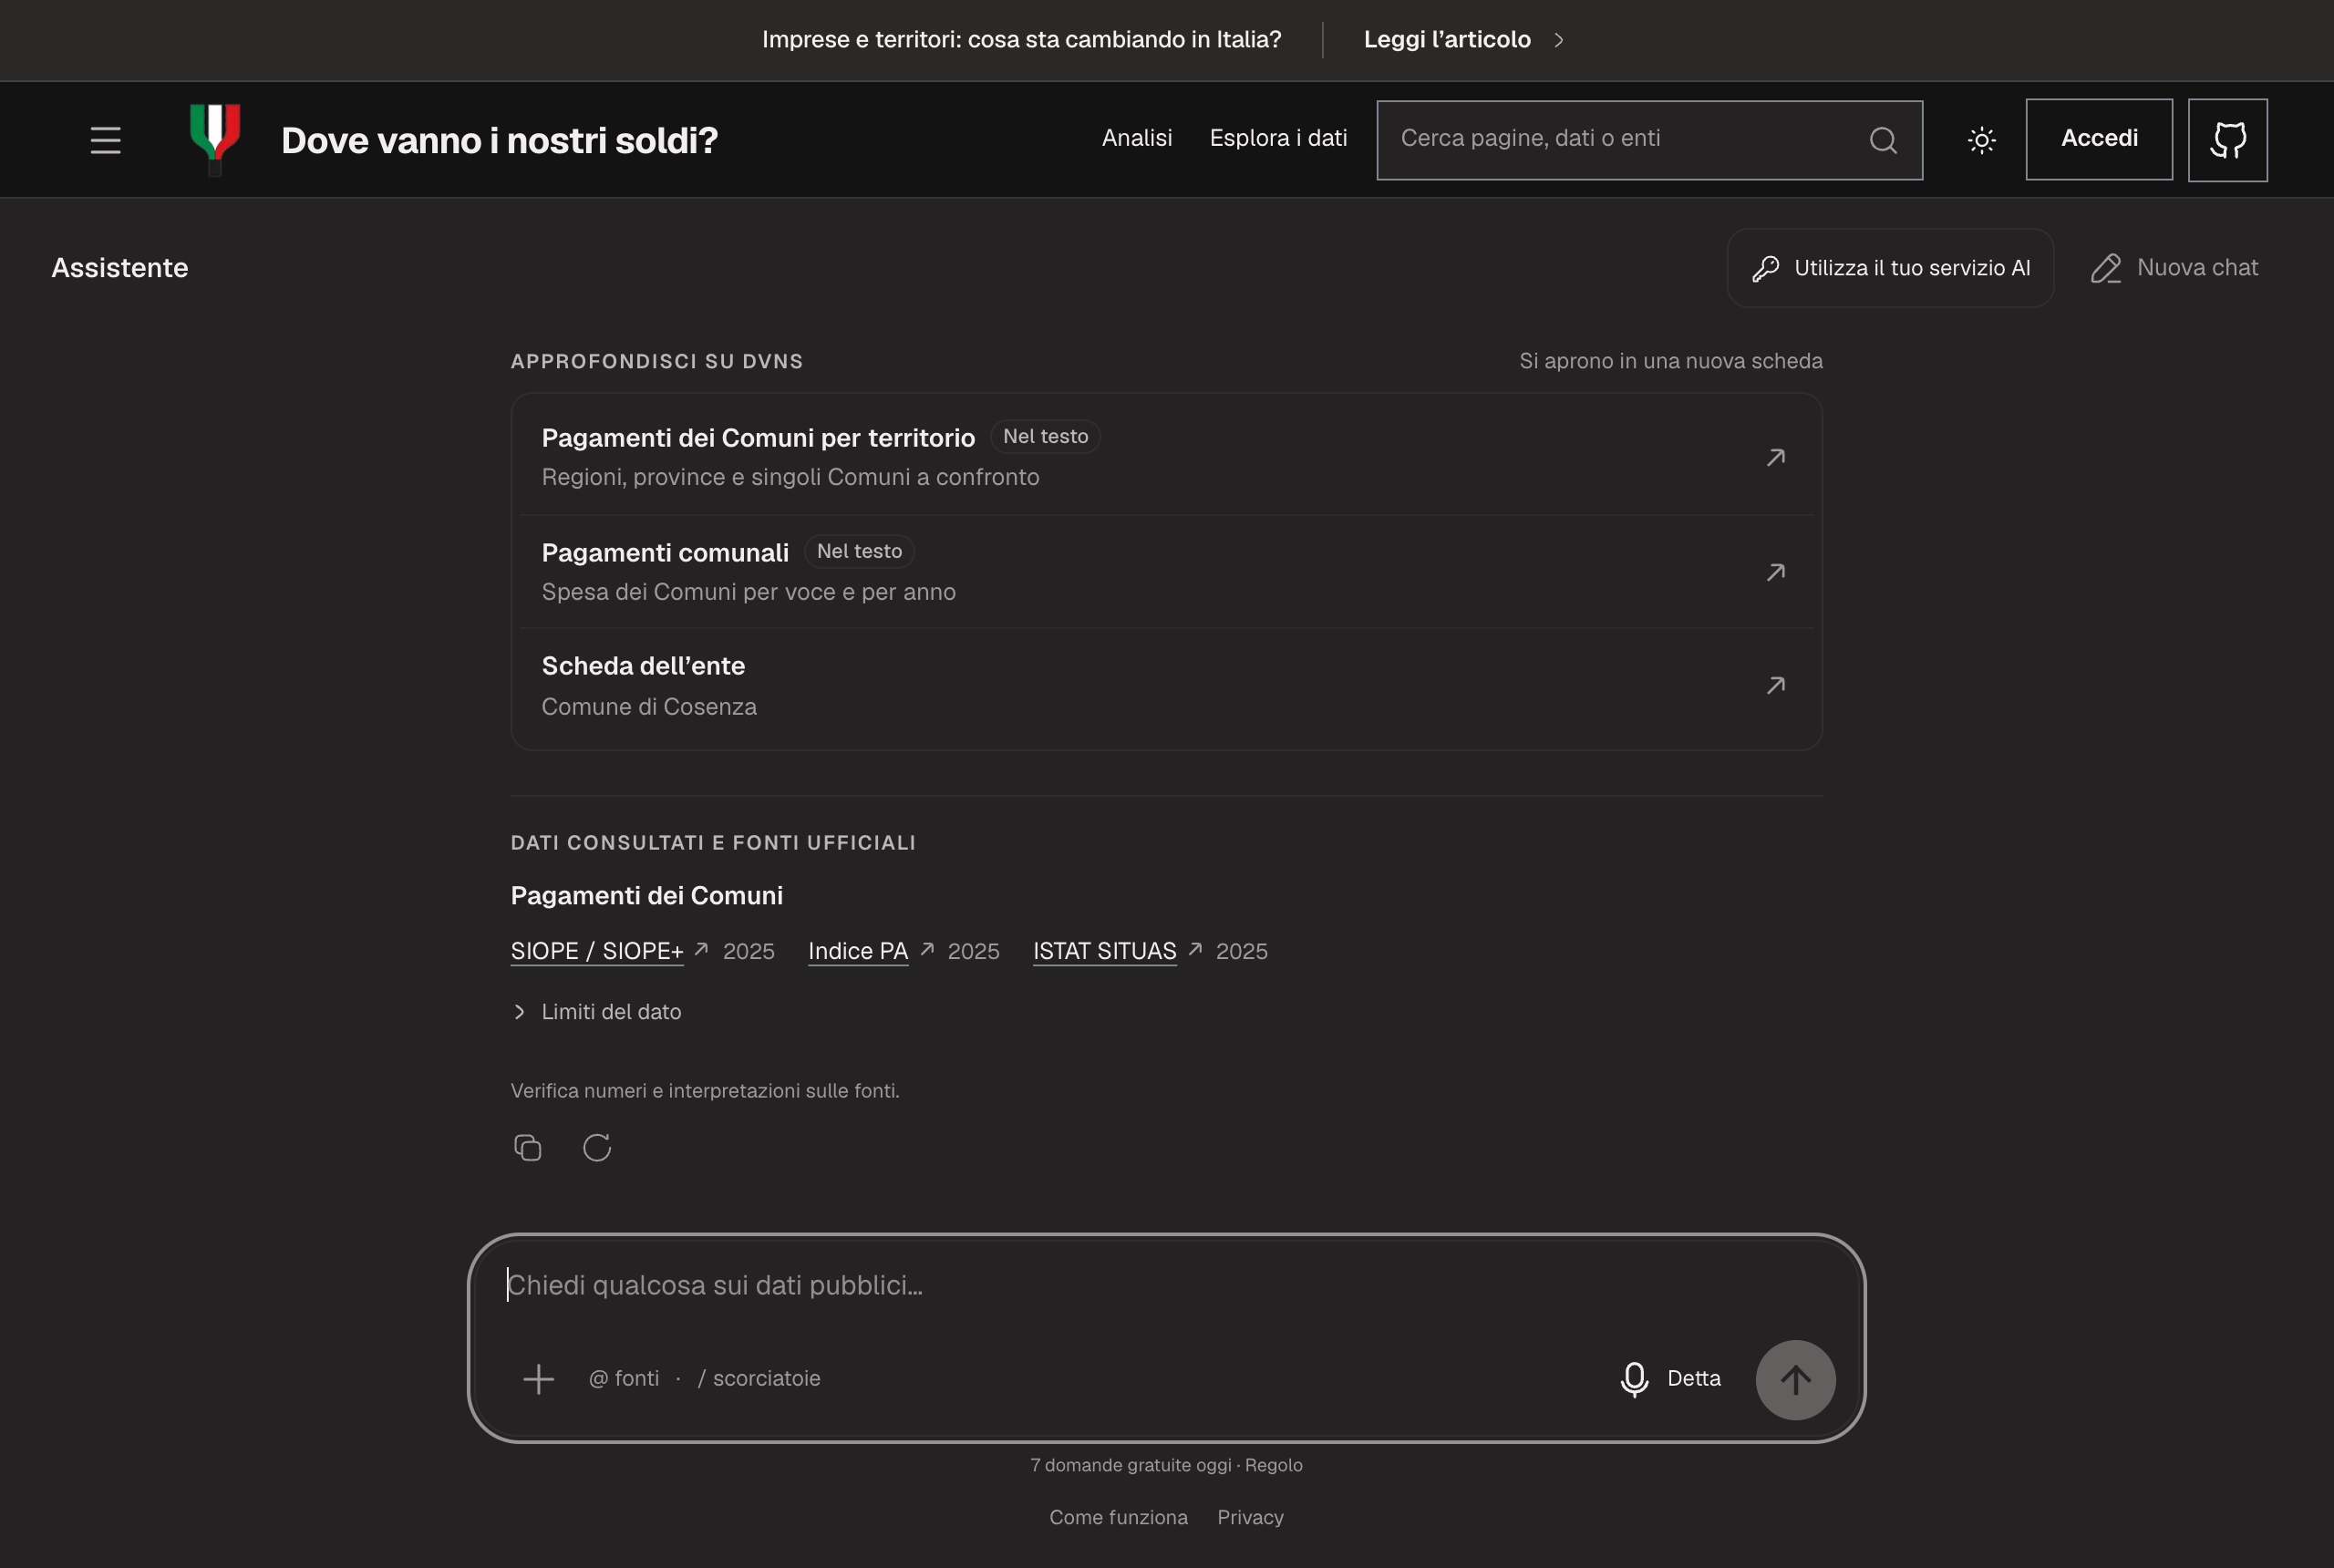 Imprese e territori: cosa sta cambiando in Italia? Leggi l’articolo
Dove vanno i nostri soldi? Analisi Esplora i dati Cerca pagine, dati o enti Accedi
Assistente Utilizza il tuo servizio AI Nuova chat
APPROFONDISCI SU DVNS Si aprono in una nuova scheda
Pagamenti dei Comuni per territorio Nel testo
Regioni, province e singoli Comuni a confronto
Pagamenti comunali Nel testo
Spesa dei Comuni per voce e per anno
Scheda dell’ente
Comune di Cosenza
DATI CONSULTATI E FONTI UFFICIALI
Pagamenti dei Comuni
SIOPE / SIOPE+ 2025 Indice PA 2025 ISTAT SITUAS 2025
Limiti del dato
Verifica numeri e interpretazioni sulle fonti.
Chiedi qualcosa sui dati pubblici…
@ fonti · / scorciatoie Detta
7 domande gratuite oggi · Regolo
Come funziona Privacy